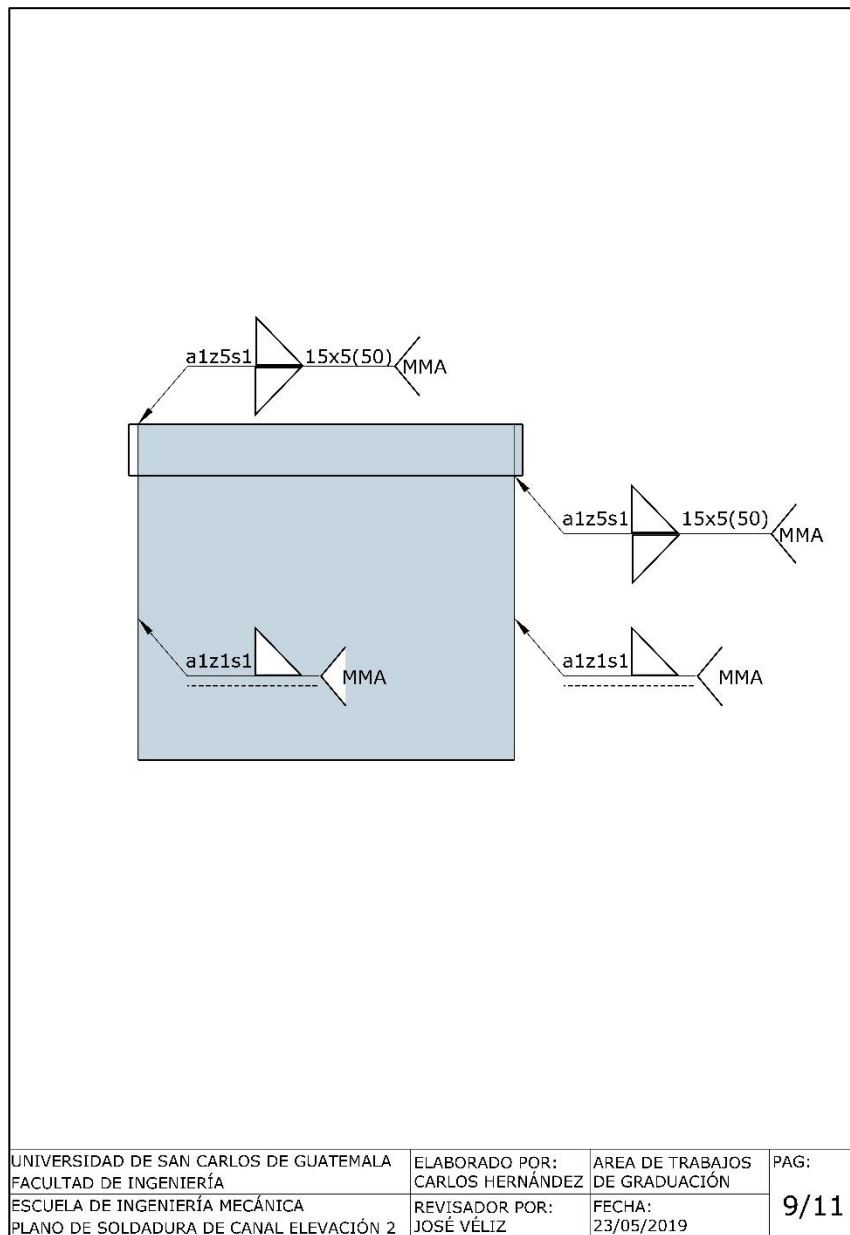 a1z5s1 15x5(50) MMA
a1z5s1 15x5(50) MMA
a1z1s1 MMA
a1z1s1 MMA
UNIVERSIDAD DE SAN CARLOS DE GUATEMALA
FACULTAD DE INGENIERÍA
ELABORADO POR:
CARLOS HERNÁNDEZ
AREA DE TRABAJOS
DE GRADUACIÓN
PAG:
9/11
ESCUELA DE INGENIERÍA MECÁNICA
PLANO DE SOLDADURA DE CANAL ELEVACIÓN 2
REVISADOR POR:
JOSÉ VÉLIZ
FECHA:
23/05/2019